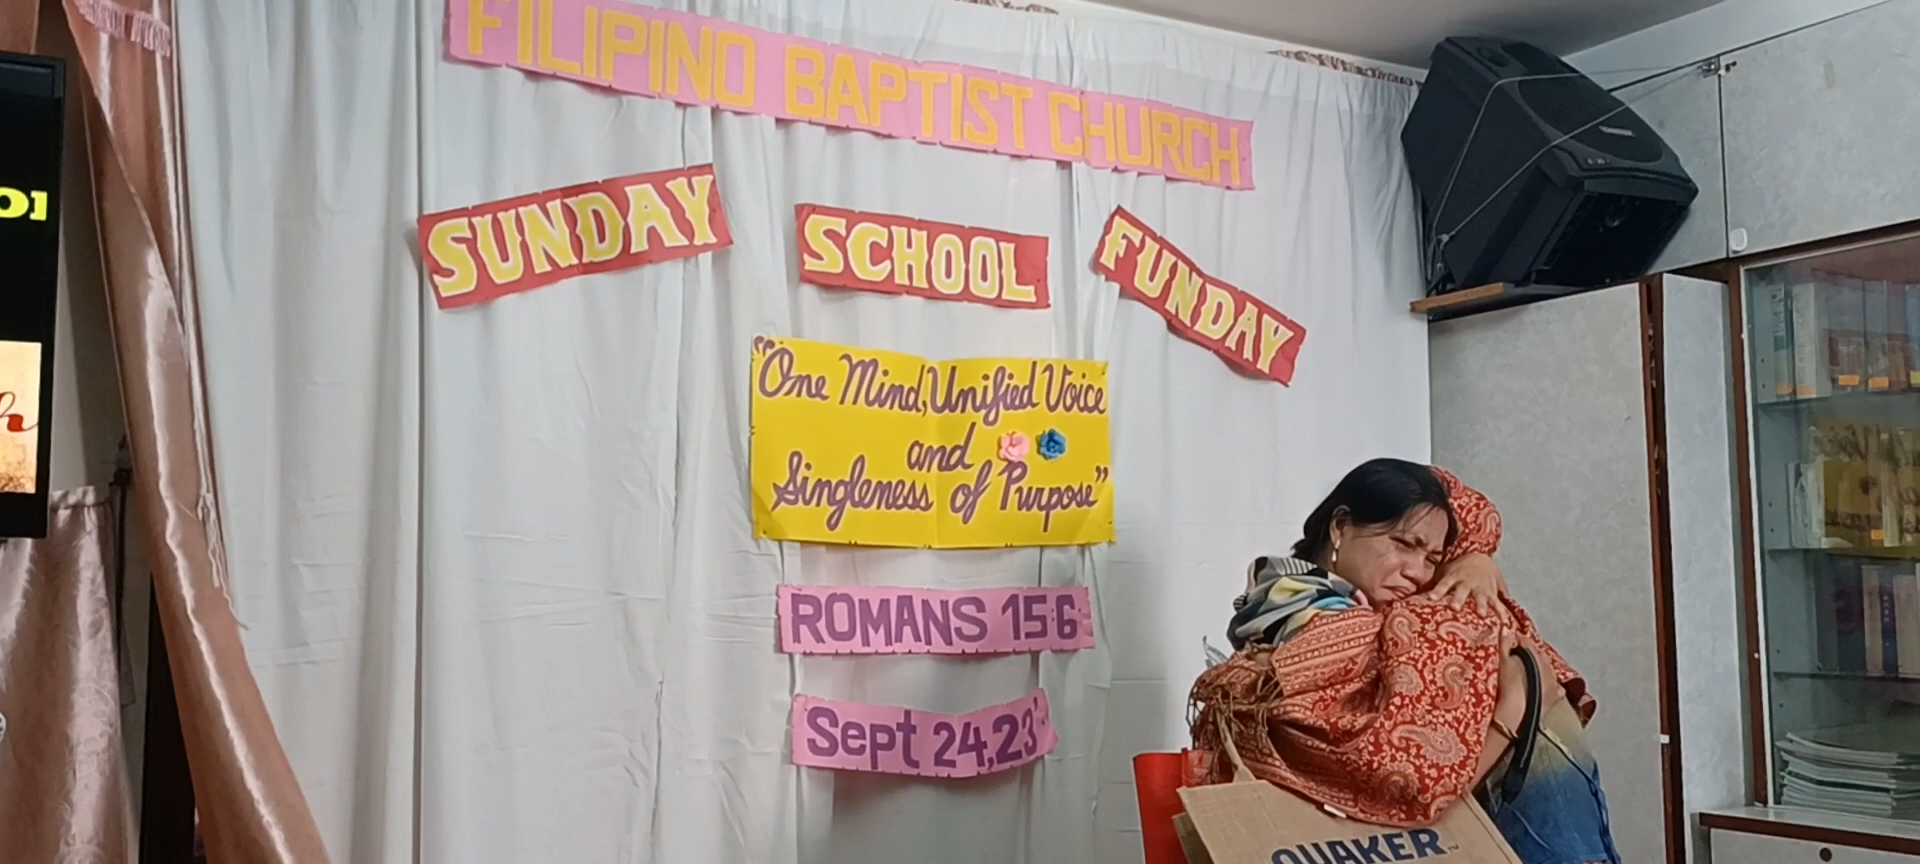 FILIPINO BAPTIST CHURCH
SUNDAY SCHOOL FUNDAY
"One Mind, Unified Voice
and
Singleness of Purpose"
ROMANS 15:6
Sept 24,23'
QUAKER